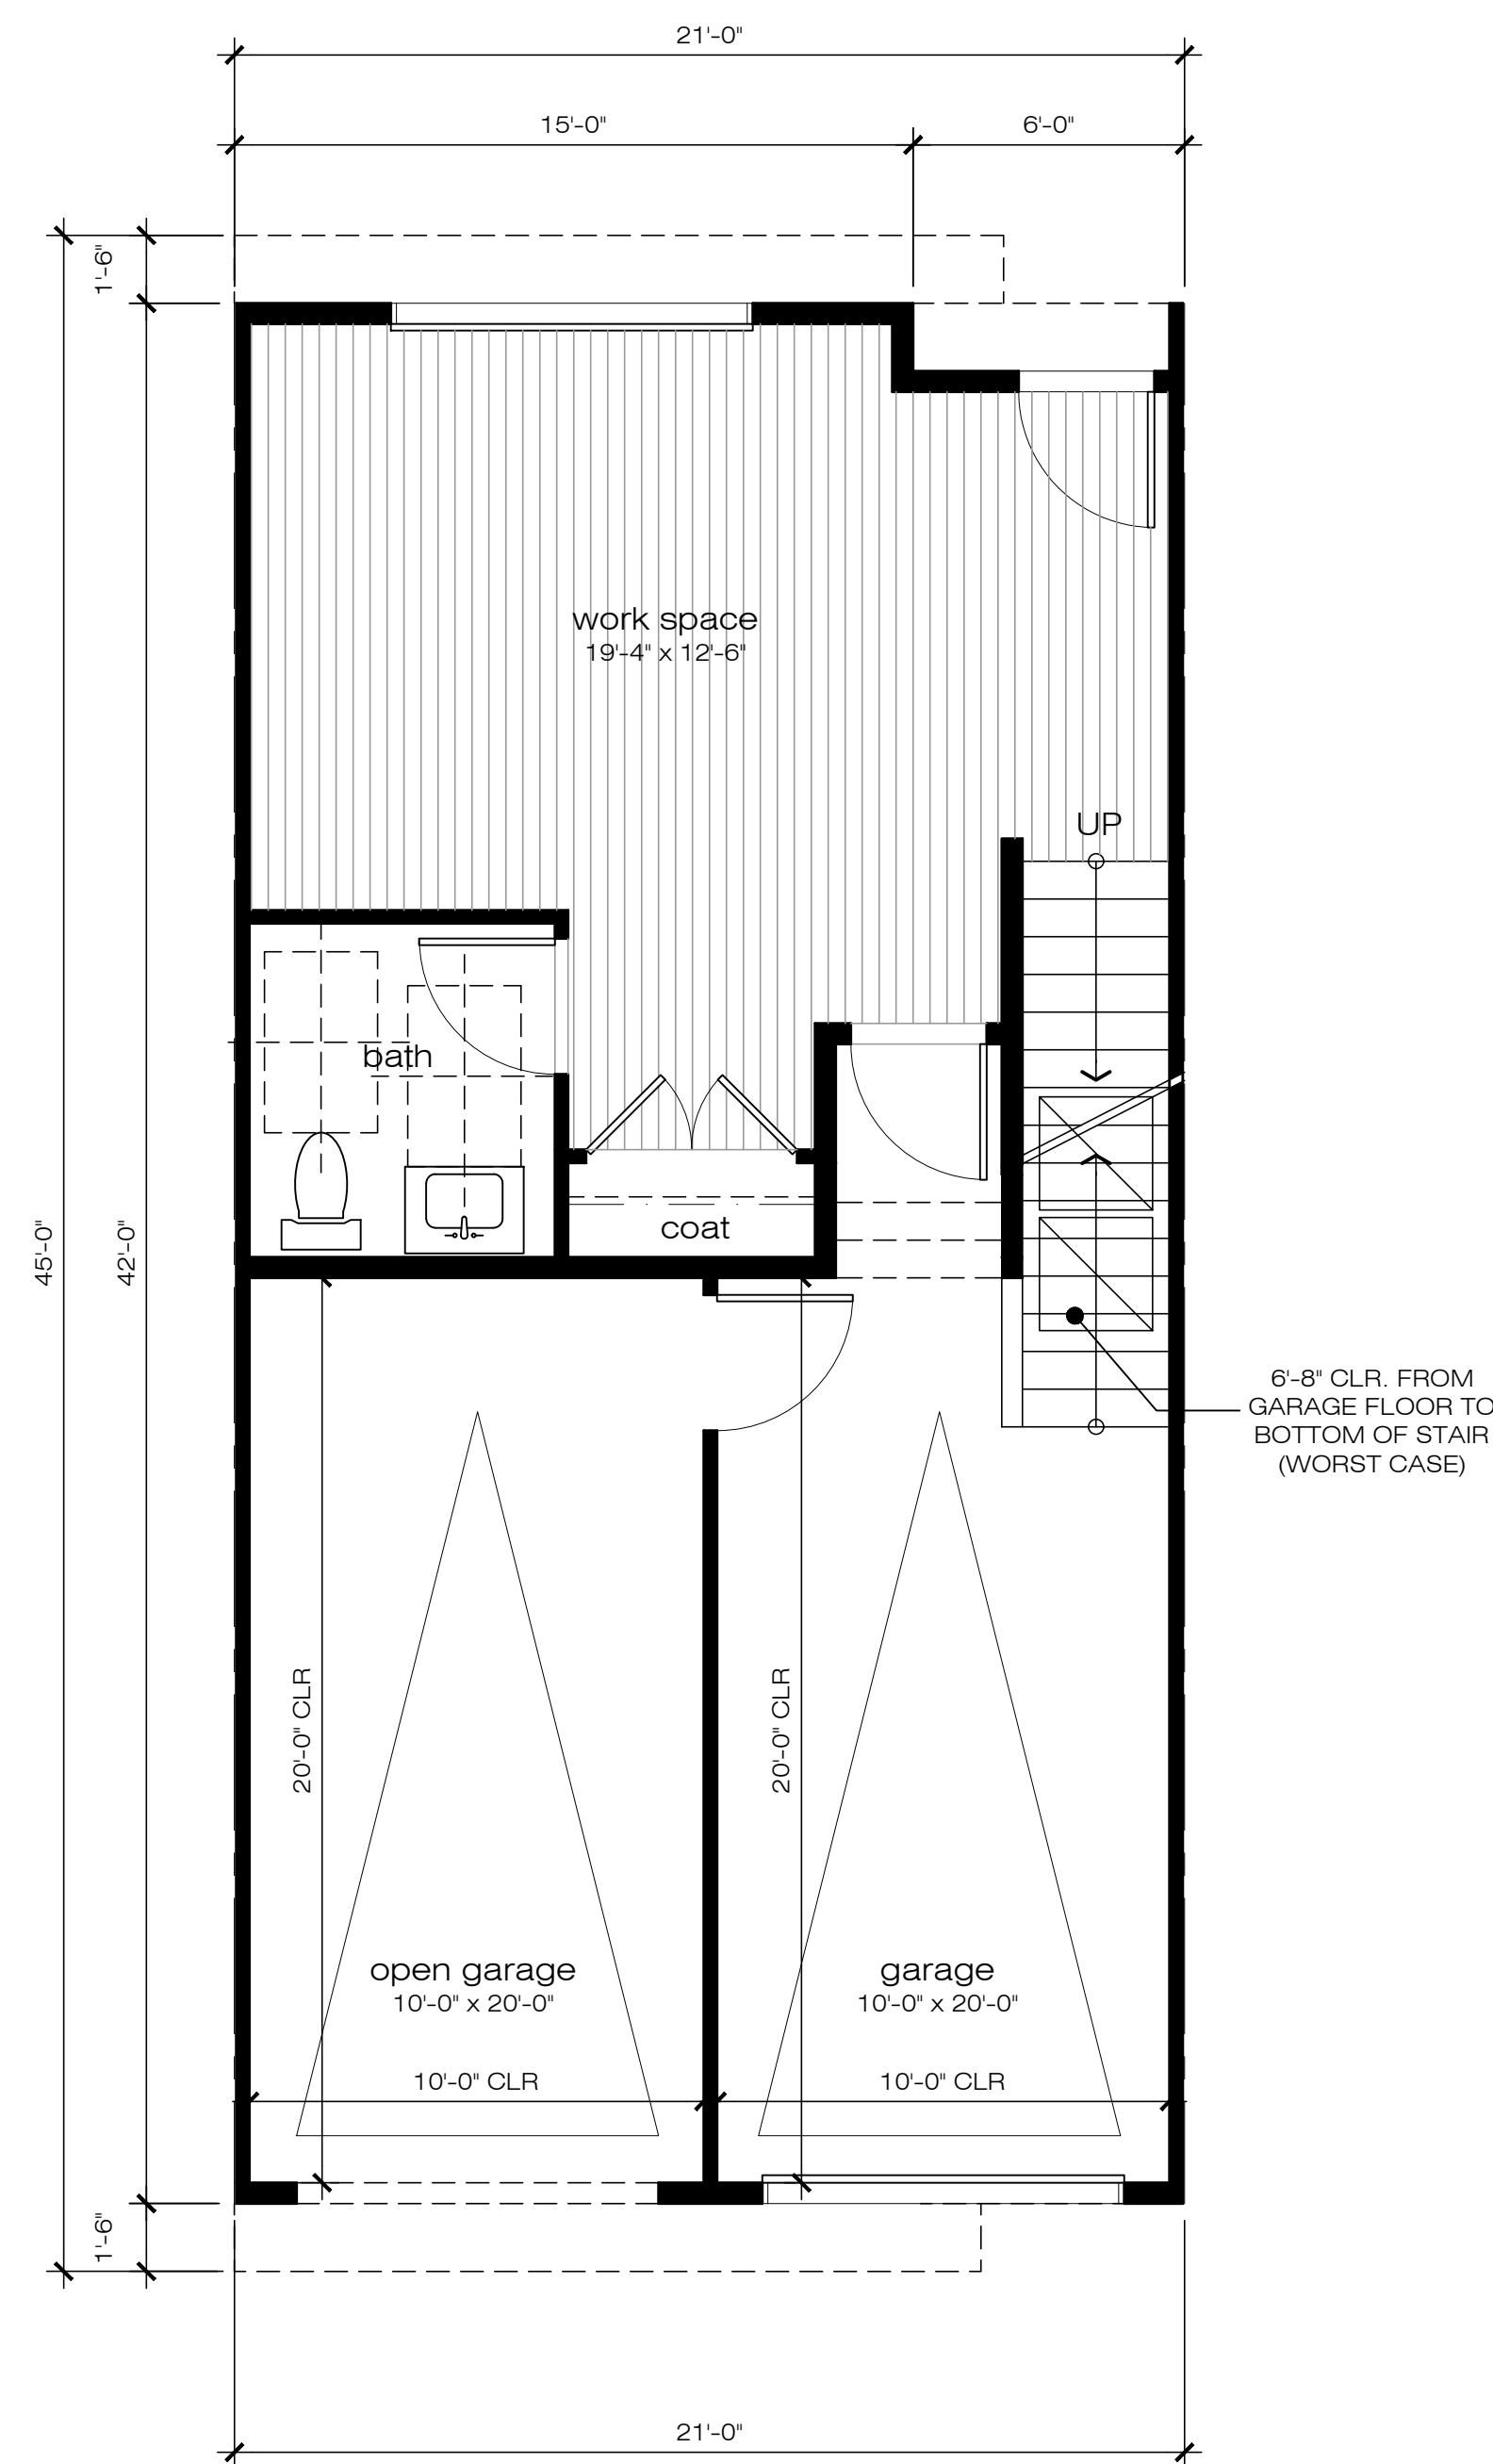 21'-0"
15'-0"
6'-0"
1'-6"
work space
19'-4" x 12'-6"
UP
bath
coat
45'-0"
42'-0"
6'-8" CLR. FROM
GARAGE FLOOR TO
BOTTOM OF STAIR
(WORST CASE)
20'-0" CLR
20'-0" CLR
open garage
10'-0" x 20'-0"
garage
10'-0" x 20'-0"
10'-0" CLR
10'-0" CLR
1'-6"
21'-0"